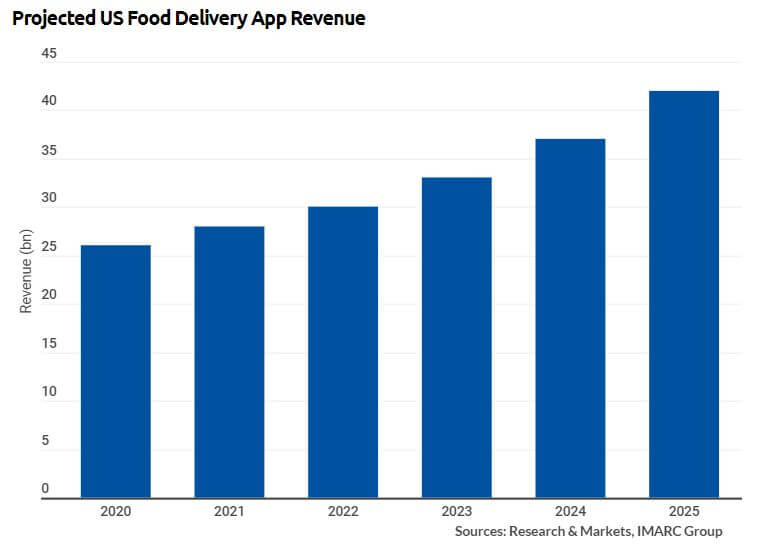 Projected US Food Delivery App Revenue
45
40
35
30
25
20
15
10
5
0
Revenue (bn)
2020 2021 2022 2023 2024 2025
Sources: Research & Markets, IMARC Group